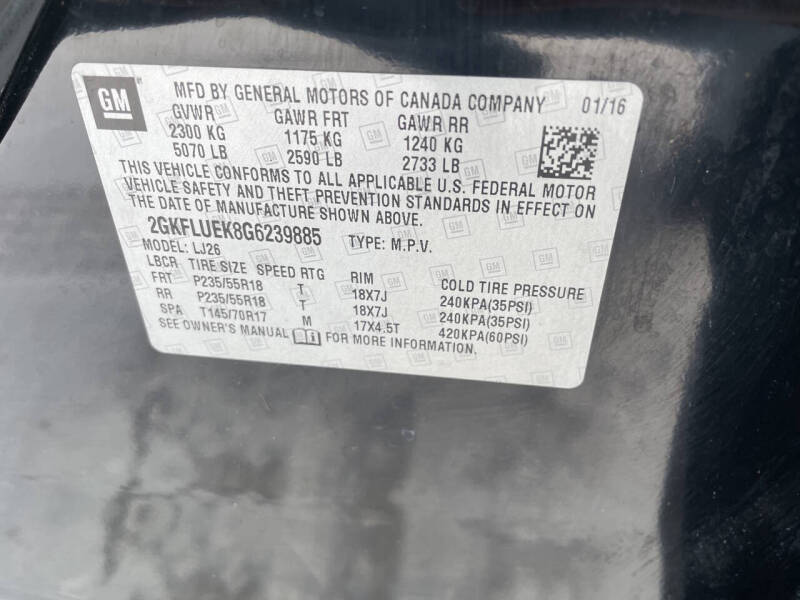 GM MFD BY GENERAL MOTORS OF CANADA COMPANY 01/16
GVWR GAWR FRT GAWR RR
2300 KG 1175 KG 1240 KG
5070 LB 2590 LB 2733 LB
THIS VEHICLE CONFORMS TO ALL APPLICABLE U.S. FEDERAL MOTOR
VEHICLE SAFETY AND THEFT PREVENTION STANDARDS IN EFFECT ON
THE DATE OF MANUFACTURE SHOWN ABOVE.
2GKFLUEK8G6239885 TYPE: M.P.V.
MODEL: LJ26
LBCR TIRE SIZE SPEED RTG RIM COLD TIRE PRESSURE
FRT P235/55R18 T 18X7J 240KPA(35PSI)
RR P235/55R18 T 18X7J 240KPA(35PSI)
SPA T145/70R17 M 17X4.5T 420KPA(60PSI)
SEE OWNER'S MANUAL FOR MORE INFORMATION.